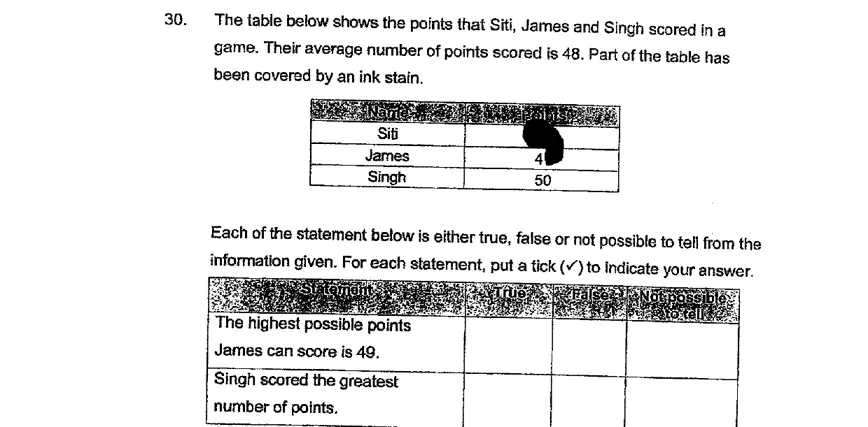 30. The table below shows the points that Siti, James and Singh scored in a
game. Their average number of points scored is 48. Part of the table has
been covered by an ink stain.
Name Points
Siti
James 4
Singh 50
Each of the statement below is either true, false or not possible to tell from the
information given. For each statement, put a tick (✓) to indicate your answer.
Statement True False Not possible
to tell
The highest possible points
James can score is 49.
Singh scored the greatest
number of points.